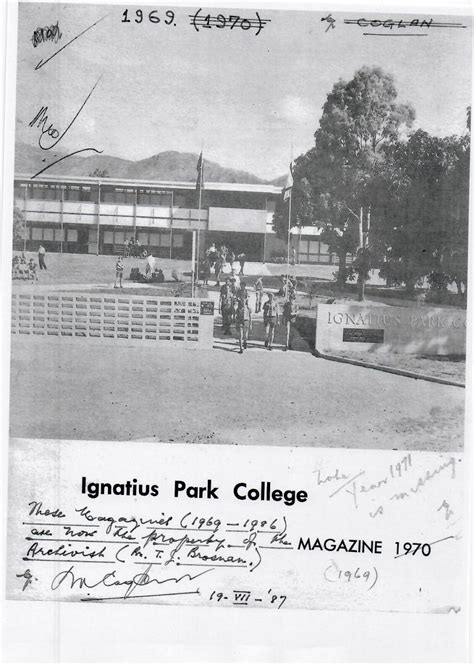 1969. (1970)
COGLAN
IGNATIUS PARK C
Note
Year 1971
is missing
Ignatius Park College
These Magazines (1969 - 1986)
are now the property of the MAGAZINE 1970
Archivist (Mr. T. J. Brosnan.)
(1969)
19-VII-'87